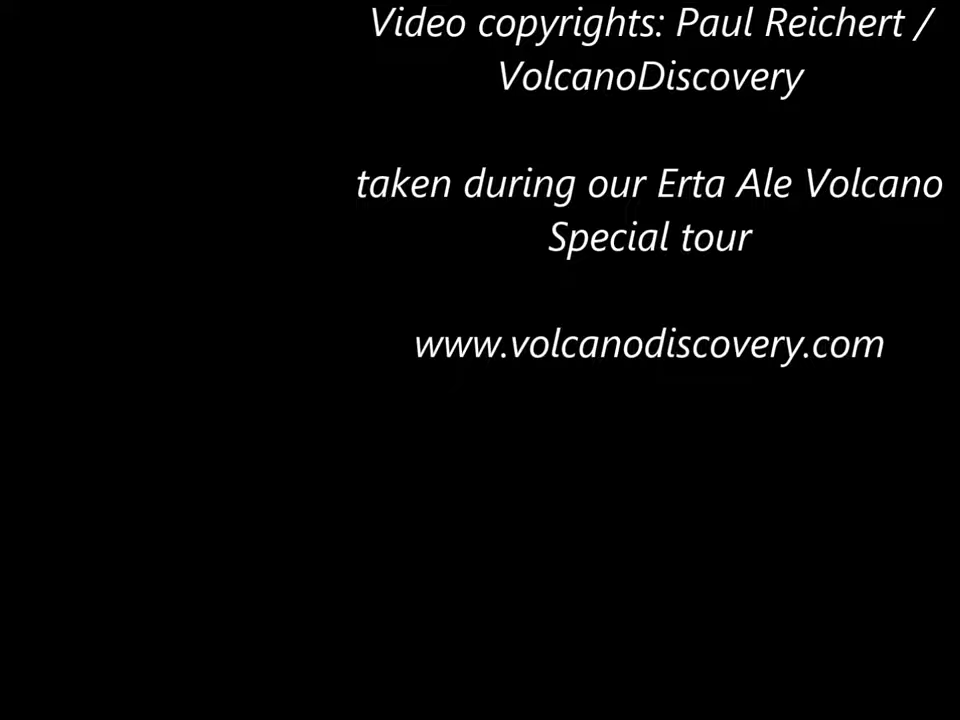 Video copyrights: Paul Reichert /
VolcanoDiscovery
taken during our Erta Ale Volcano
Special tour
www.volcanodiscovery.com